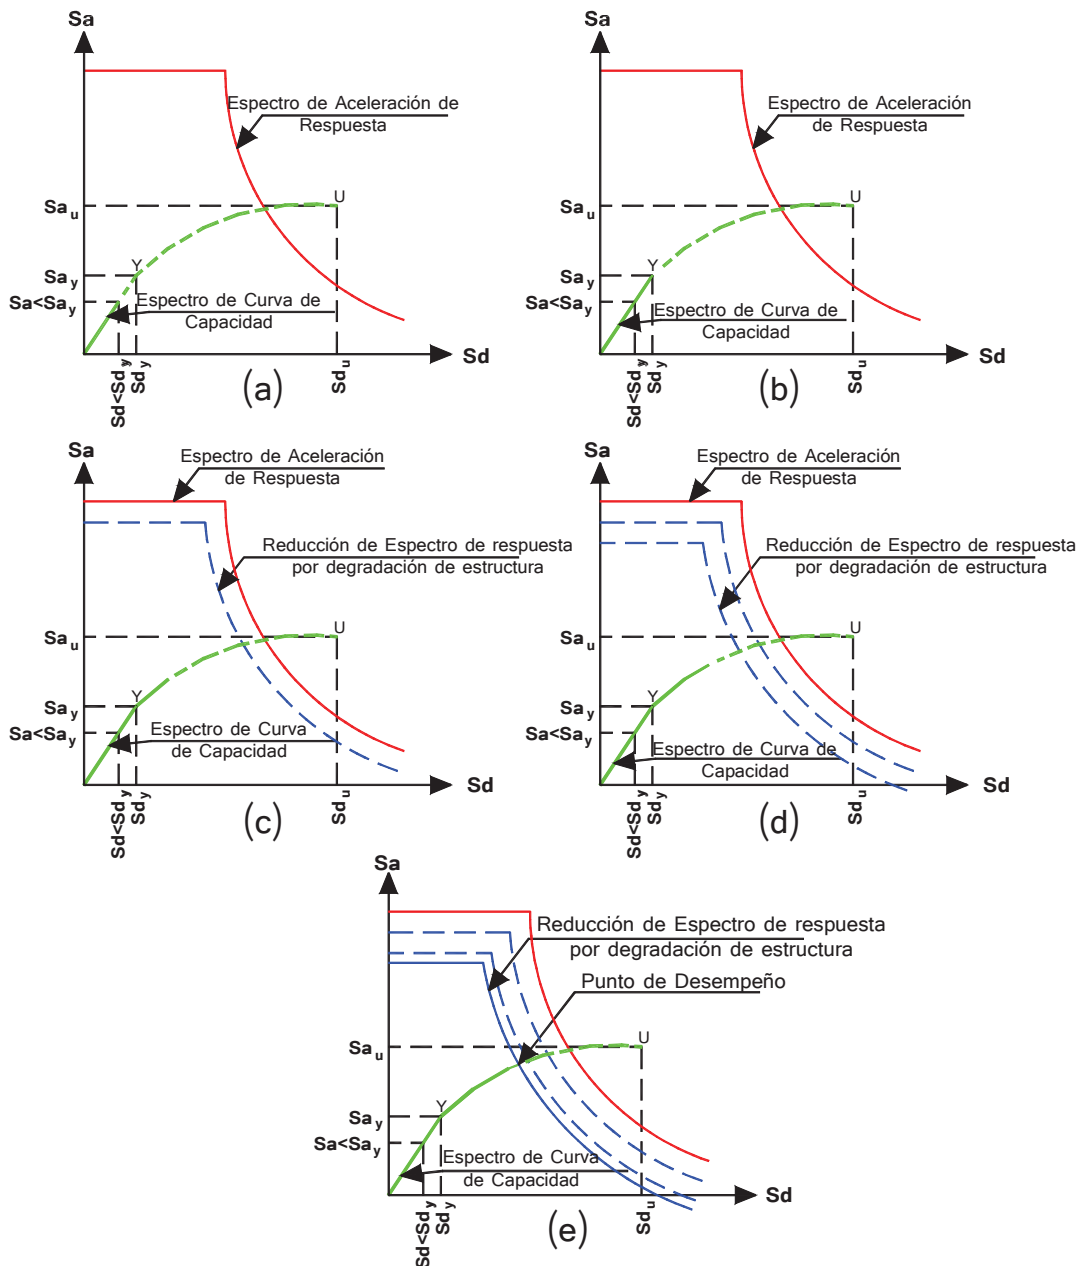 Sa
Espectro de Aceleración de
Respuesta
U
Sa u
Y
Sa y
Sa<Sa y
Espectro de Curva de
Capacidad
Sd
Sd<Sd y
Sd y
Sd u
(a)
Sa
Espectro de Aceleración
de Respuesta
U
Sa u
Y
Sa y
Sa<Sa y
Espectro de Curva de
Capacidad
Sd
Sd<Sd y
Sd y
Sd u
(b)
Sa
Espectro de Aceleración
de Respuesta
Reducción de Espectro de respuesta
por degradación de estructura
U
Sa u
Y
Sa y
Sa<Sa y
Espectro de Curva
de Capacidad
Sd
Sd<Sd y
Sd y
Sd u
(c)
Sa
Espectro de Aceleración
de Respuesta
Reducción de Espectro de respuesta
por degradación de estructura
U
Sa u
Y
Sa y
Sa<Sa y
Espectro de Curva de
Capacidad
Sd
Sd<Sd y
Sd y
Sd u
(d)
Sa
Reducción de Espectro de respuesta
por degradación de estructura
Punto de Desempeño
U
Sa u
Y
Sa y
Sa<Sa y
Espectro de Curva
de Capacidad
Sd
Sd<Sd y
Sd y
Sd u
(e)